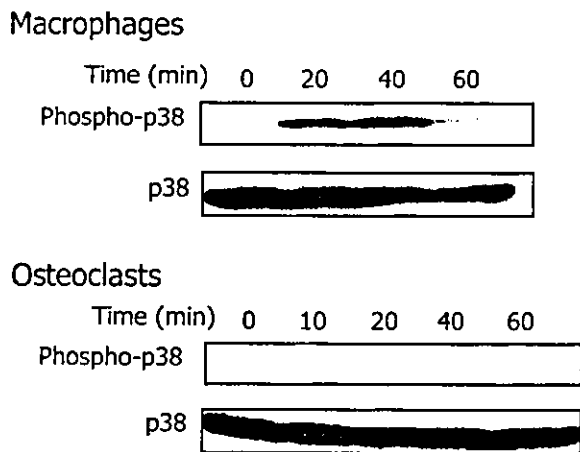 Macrophages
Time (min) 0 20 40 60
Phospho-p38
p38
Osteoclasts
Time (min) 0 10 20 40 60
Phospho-p38
p38